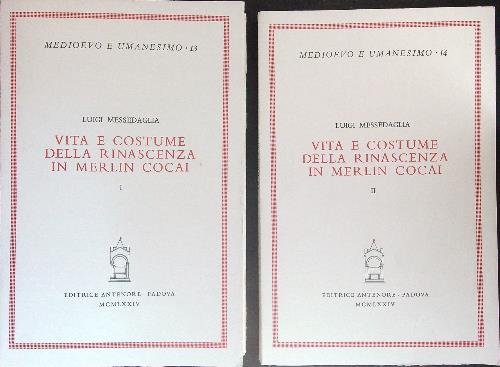 MEDIOEVO E UMANESIMO · 13
LUIGI MESSEDAGLIA
VITA E COSTUME
DELLA RINASCENZA
IN MERLIN COCAI
I
EDITRICE ANTENORE · PADOVA
MCMLXXIV
MEDIOEVO E UMANESIMO · 14
LUIGI MESSEDAGLIA
VITA E COSTUME
DELLA RINASCENZA
IN MERLIN COCAI
II
EDITRICE ANTENORE · PADOVA
MCMLXXIV